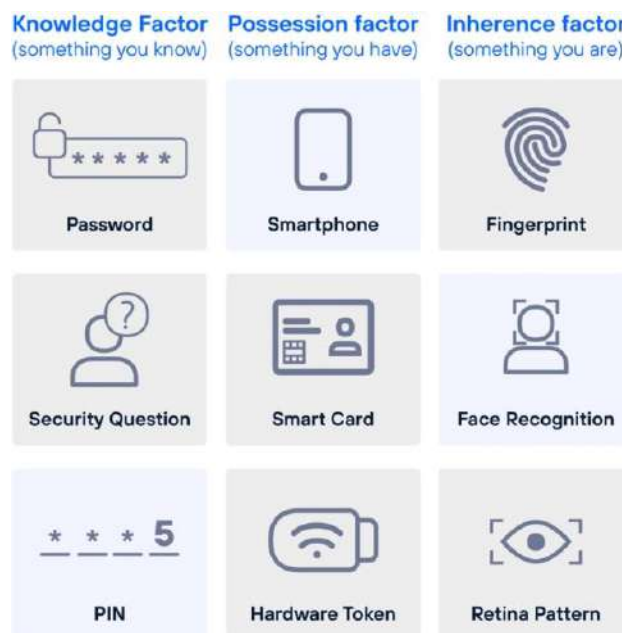 Knowledge Factor Possession factor Inherence factor
(something you know) (something you have) (something you are)
* * * * *
Password Smartphone Fingerprint
?
Security Question Smart Card Face Recognition
* * * 5
PIN Hardware Token Retina Pattern